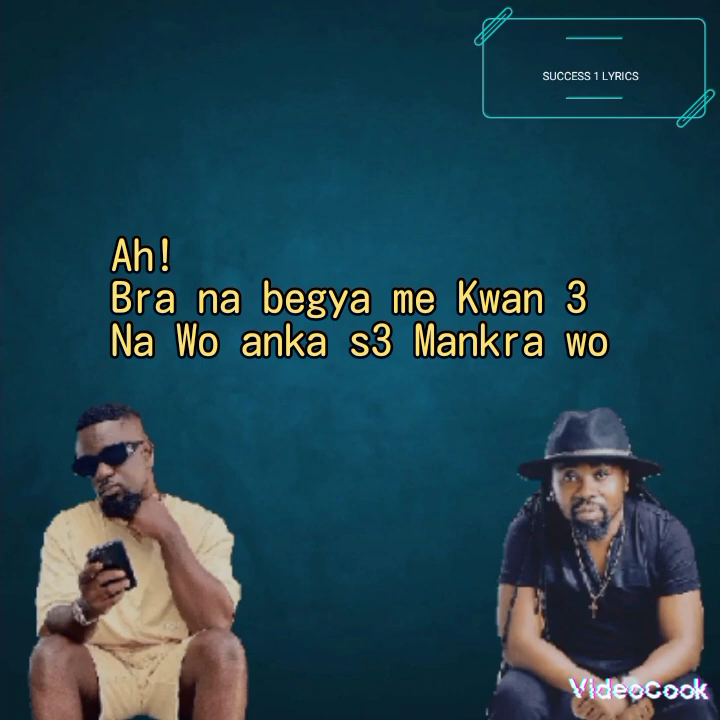 SUCCESS 1 LYRICS
Ah!
Bra na begya me Kwan 3
Na Wo anka s3 Mankra wo
VideoCook